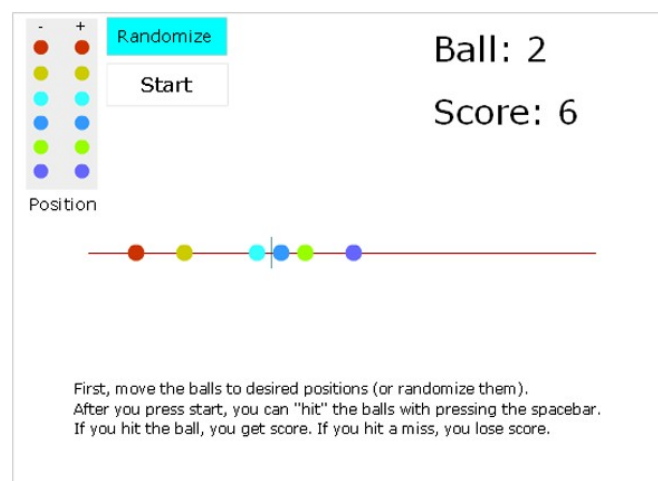 - +
Randomize
Start
Position
Ball: 2
Score: 6
First, move the balls to desired positions (or randomize them).
After you press start, you can "hit" the balls with pressing the spacebar.
If you hit the ball, you get score. If you hit a miss, you lose score.